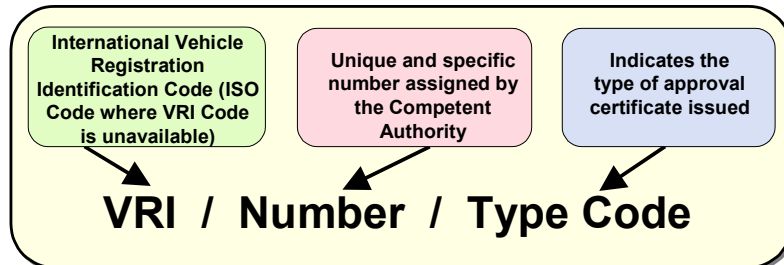 International Vehicle
Registration
Identification Code (ISO
Code where VRI Code
is unavailable)
Unique and specific
number assigned by
the Competent
Authority
Indicates the
type of approval
certificate issued
VRI / Number / Type Code